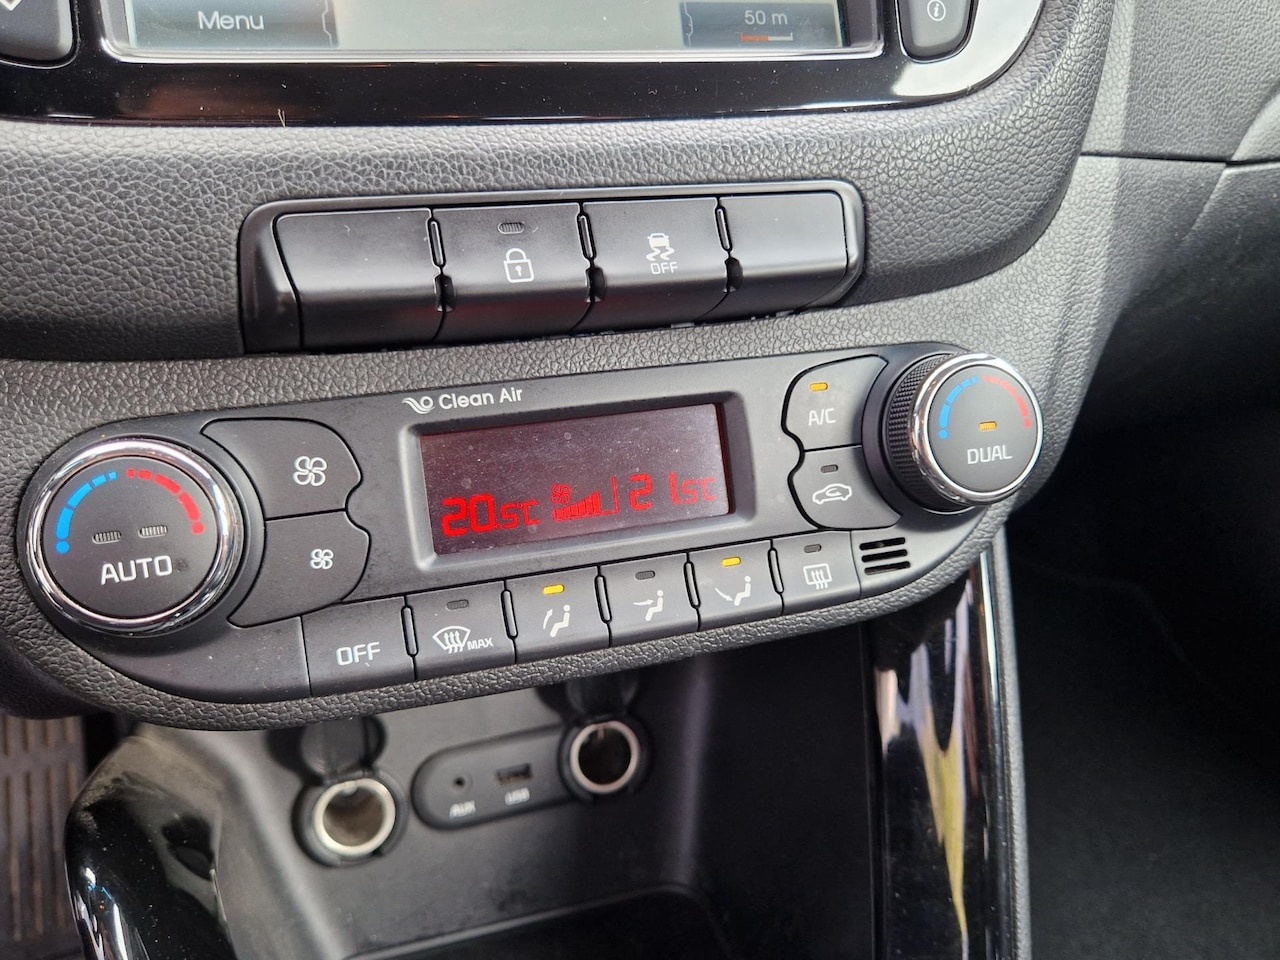 Menu
50 m
OFF
Clean Air
A/C
DUAL
20.5°C
21.5°C
AUTO
OFF
MAX
AUX
USB